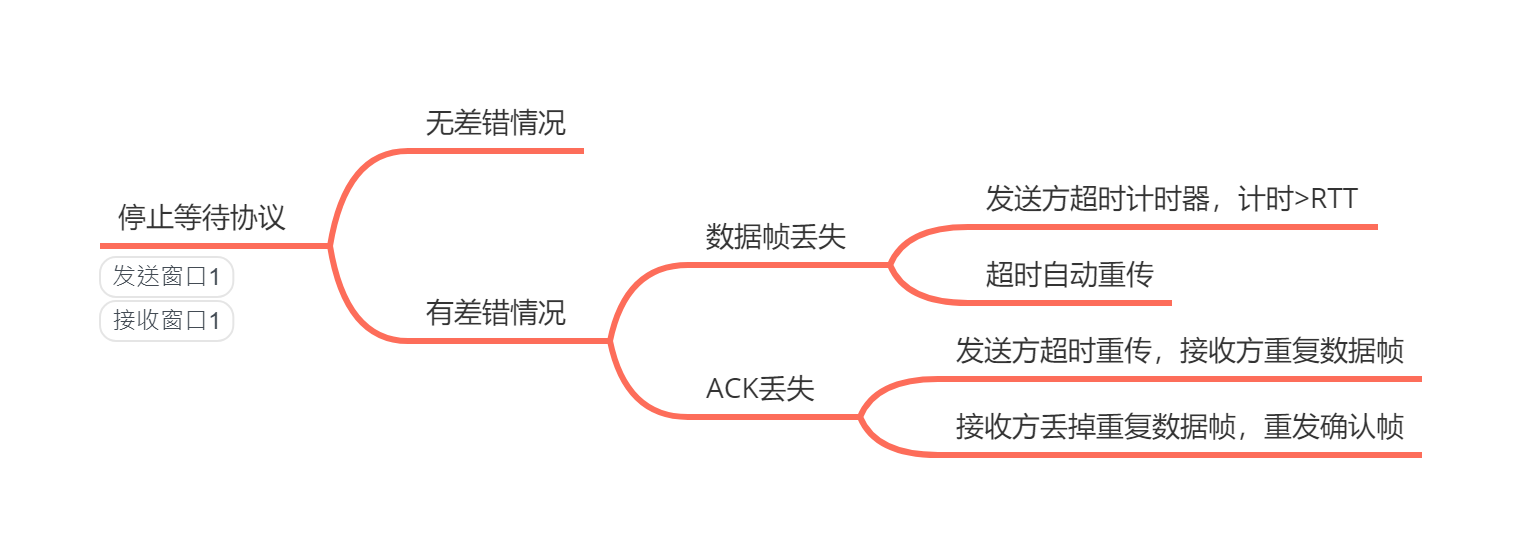 停止等待协议
发送窗口1
接收窗口1
无差错情况
有差错情况
数据帧丢失
发送方超时计时器，计时>RTT
超时自动重传
ACK丢失
发送方超时重传，接收方重复数据帧
接收方丢掉重复数据帧，重发确认帧